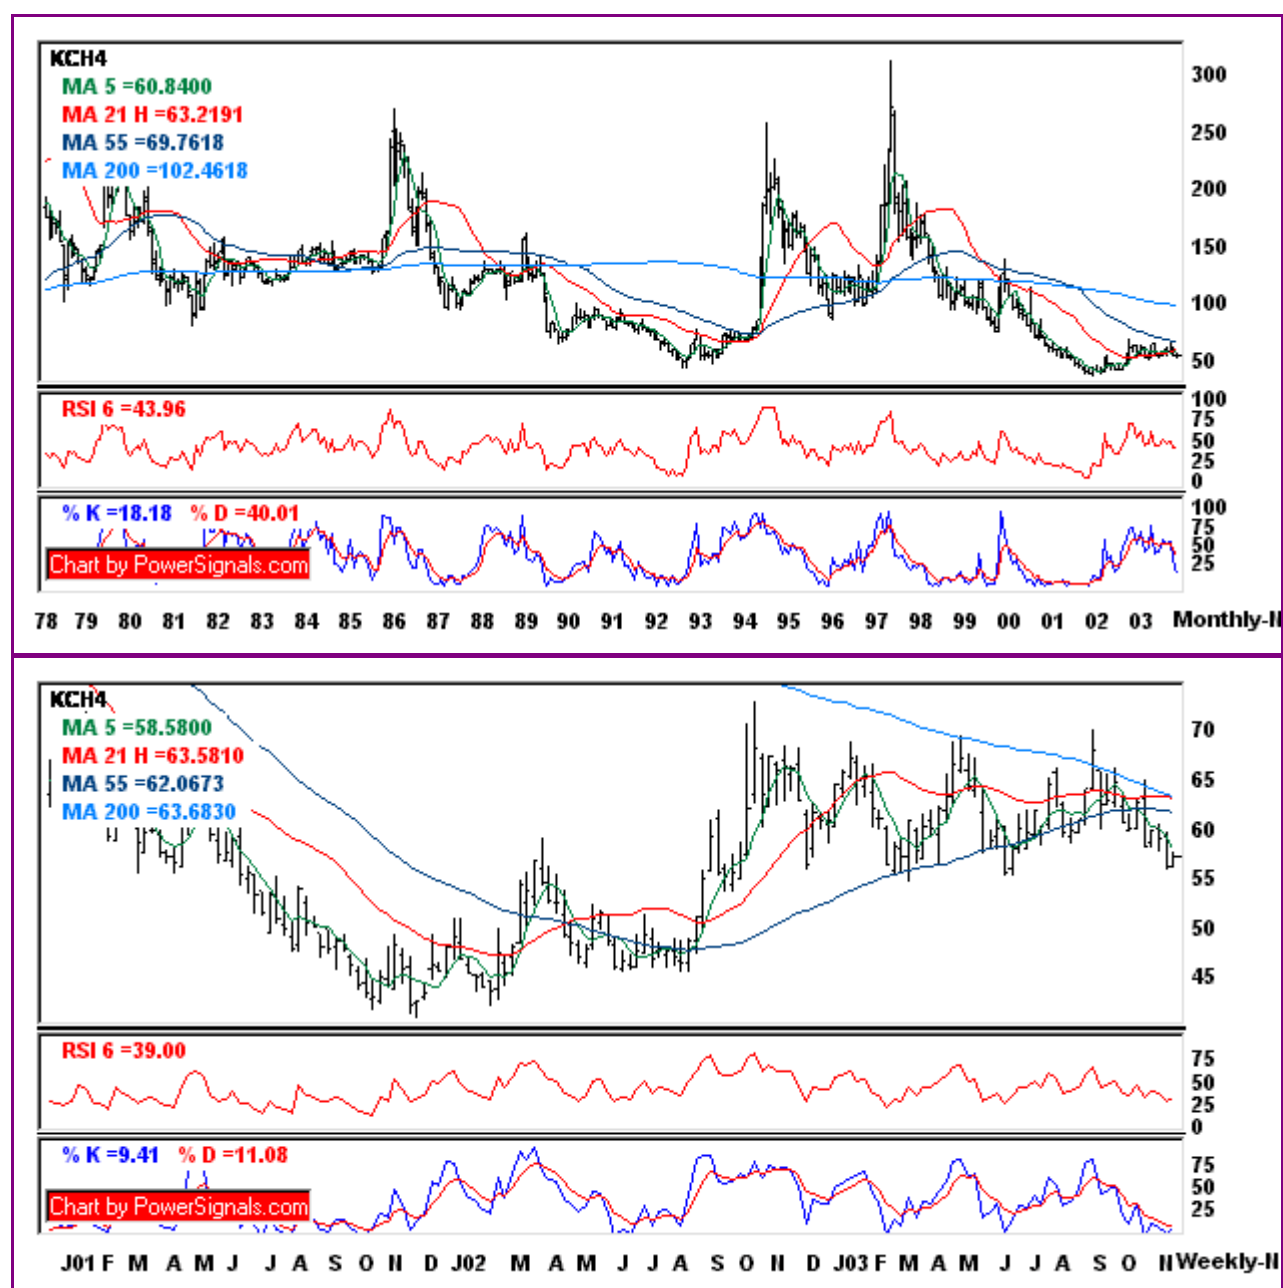 KCH4
MA 5 =60.8400
MA 21 H =63.2191
MA 55 =69.7618
MA 200 =102.4618
300
250
200
150
100
50
RSI 6 =43.96
100
75
50
25
0
% K =18.18 % D =40.01
100
75
50
25
Chart by PowerSignals.com
78 79 80 81 82 83 84 85 86 87 88 89 90 91 92 93 94 95 96 97 98 99 00 01 02 03 Monthly-N
KCH4
MA 5 =58.5800
MA 21 H =63.5810
MA 55 =62.0673
MA 200 =63.6830
70
65
60
55
50
45
RSI 6 =39.00
75
50
25
0
% K =9.41 % D =11.08
75
50
25
Chart by PowerSignals.com
J01 F M A M J J A S O N D J02 M A M J J A S O N D J03 F M A M J J A S O N Weekly-N